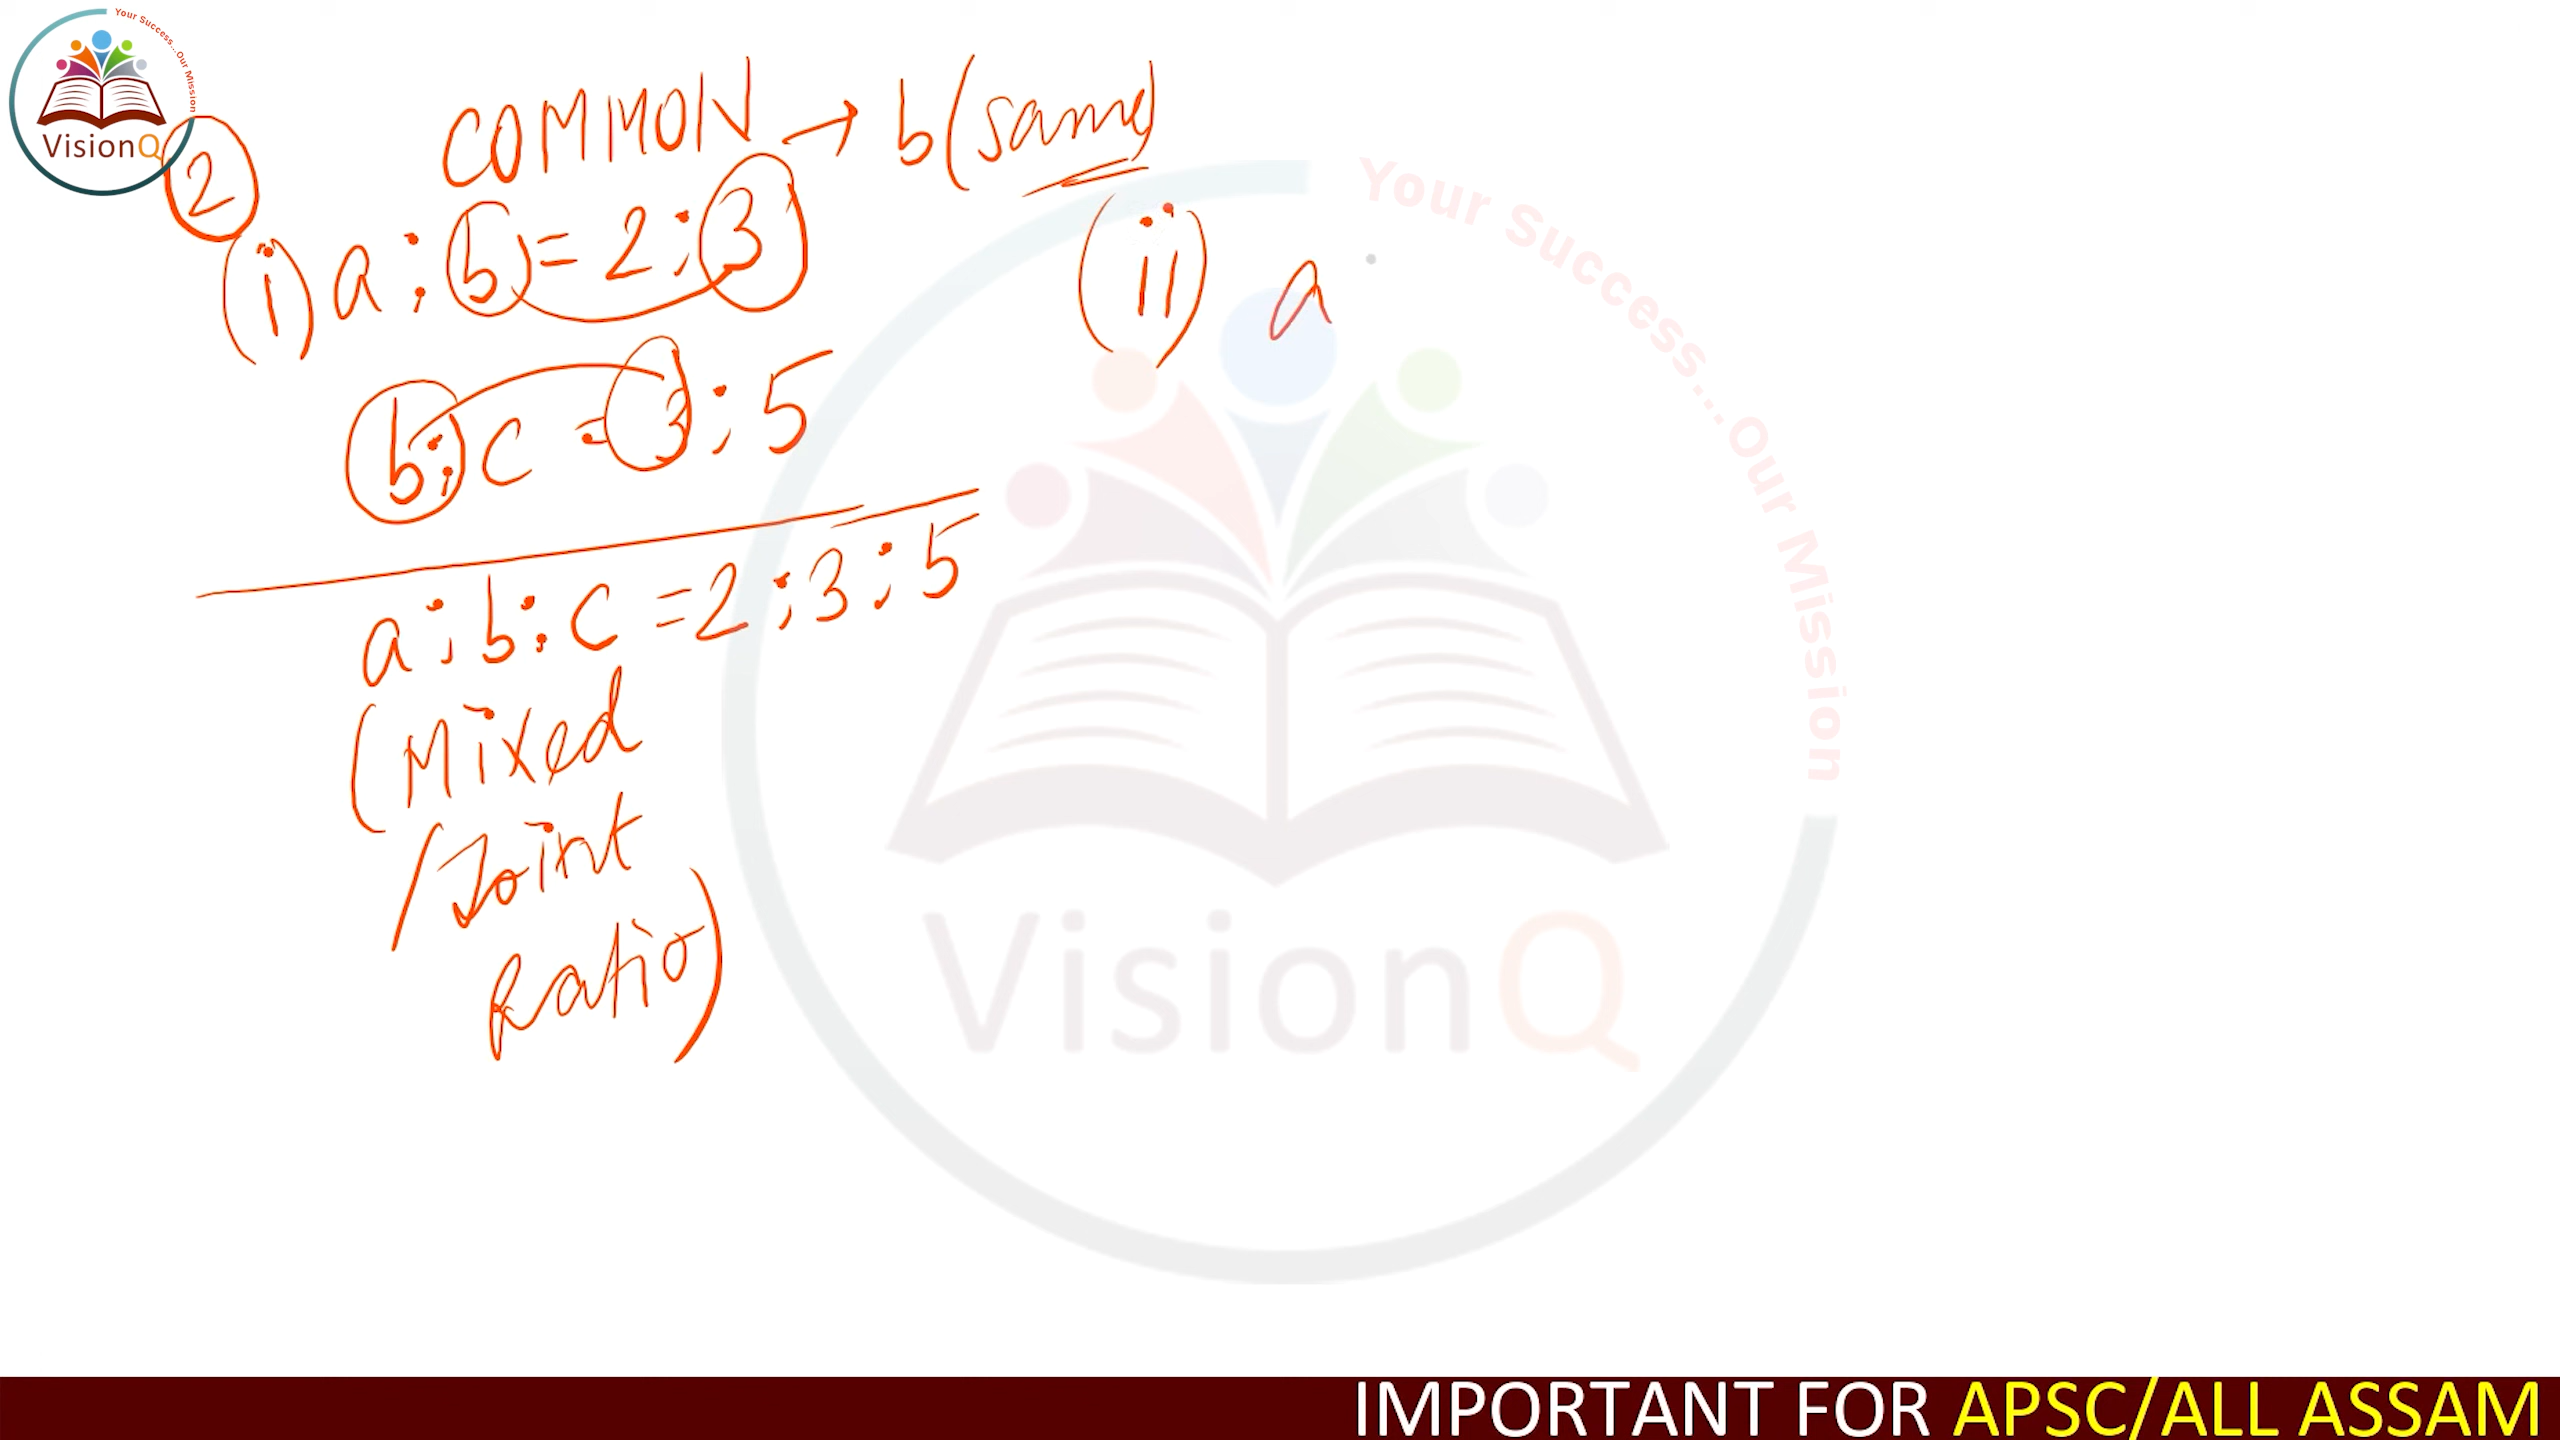 Your Success...Our Mission
VisionQ
2
COMMON → b (same)
(i) a : b = 2 : 3
b : c = 3 : 5
a : b : c = 2 : 3 : 5
(Mixed
/Joint
Ratio)
(ii) a
Your Success...Our Mission
VisionQ
IMPORTANT FOR APSC/ALL ASSAM